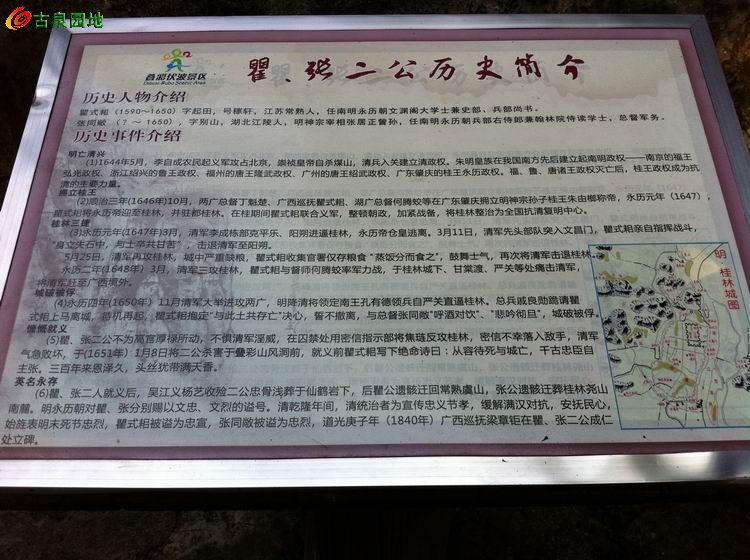 古泉园地
叠彩伏波景区
Diecai-Fubo Scenic Area
瞿、张二公历史简介
历史人物介绍
瞿式耜（1590～1650）字起田，号稼轩，江苏常熟人，任南明永历朝文渊阁大学士兼吏部、兵部尚书。
张同敞（？～1650），字别山，湖北江陵人，明神宗宰相张居正曾孙，任南明永历朝兵部右侍郎兼翰林院侍读学士，总督军务。
历史事件介绍
明亡清兴
(1)1644年5月，李自成农民起义军攻占北京，崇祯皇帝自杀煤山，清兵入关建立清政权。朱明皇族在我国南方先后建立起南明政权——南京的福王
弘光政权、浙江绍兴的鲁王政权、福州的唐王隆武政权、广州的唐王绍武政权、广东肇庆的桂王永历政权。福、鲁、唐诸王政权灭亡后，桂王政权成为抗
清的主要力量。
拥立桂王
(2)顺治三年(1646年)10月，两广总督丁魁楚、广西巡抚瞿式耜、湖广总督何腾蛟等在广东肇庆拥立明神宗孙子桂王朱由榔称帝，永历元年（1647），
瞿式耜将永历帝迎至桂林，并驻都桂林。在桂期间瞿式耜联合义军，整顿朝政，加紧战备，将桂林整治为全国抗清复明中心。
桂林三捷
(3)永历元年(1647年)3月，清军李成栋部克平乐、阳朔进逼桂林，永历帝仓皇逃离。3月11日，清军先头部队突入文昌门，瞿式耜亲自指挥战斗，
"身立矢石中，与士卒共甘苦"，击退清军至阳朔。
5月25日，清军再攻桂林，城中严重缺粮，瞿式耜收集官署仅存粮食"蒸饭分而食之"，鼓舞士气，再次将清军击退桂林。
永历二年（1648年）3月，清军三攻桂林，瞿式耜与督师何腾蛟率军力战，于桂林城下、甘棠渡、严关等处痛击清军，
将清军赶至广西境外。
城破被俘
(4)永历四年(1650年）11月清军大举进攻两广，明降清将领定南王孔有德领兵自严关直逼桂林。总兵戚良勋跪请瞿
式耜上马离城，待机再起，瞿式耜抱定"与此土共存亡"决心，誓不撤离，与总督张同敞"呼酒对饮"、"悲吟彻旦"，城破被俘。
慷慨就义
(5)瞿、张二公不为高官厚禄所动，不惧清军淫威，在囚禁处用密信指示部将焦琏反攻桂林，密信不幸落入敌手，清军
气急败坏，于(1651年）1月8日将二公杀害于叠彩山风洞前，就义前瞿式耜写下绝命诗曰：从容待死与城亡，千古忠臣自
主张。三百年来恩泽久，头丝犹带满天香。
英名永存
(6)瞿、张二人就义后，吴江义杨艺收殓二公忠骨浅葬于仙鹤岩下，后瞿公遗骸迁回常熟虞山，张公遗骸迁葬桂林尧山
南麓。明永历朝对瞿、张分别赐以文忠、文烈的谥号。清乾隆年间，清统治者为宣传忠义节孝，缓解满汉对抗，安抚民心，
始旌表明末死节忠烈，瞿式耜被谥为忠宣，张同敞被谥为忠烈，道光庚子年（1840年）广西巡抚梁章钜在瞿、张二公成仁
处立碑。
明 桂林城图